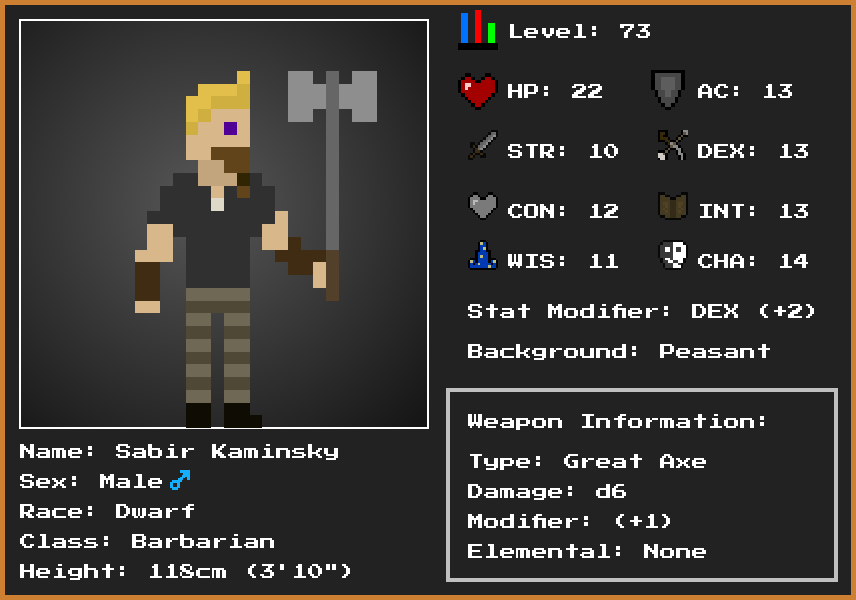 Level: 73
HP: 22
AC: 13
STR: 10
DEX: 13
CON: 12
INT: 13
WIS: 11
CHA: 14
Stat Modifier: DEX (+2)
Background: Peasant
Weapon Information:
Type: Great Axe
Damage: d6
Modifier: (+1)
Elemental: None
Name: Sabir Kaminsky
Sex: Male♂
Race: Dwarf
Class: Barbarian
Height: 118cm (3'10")